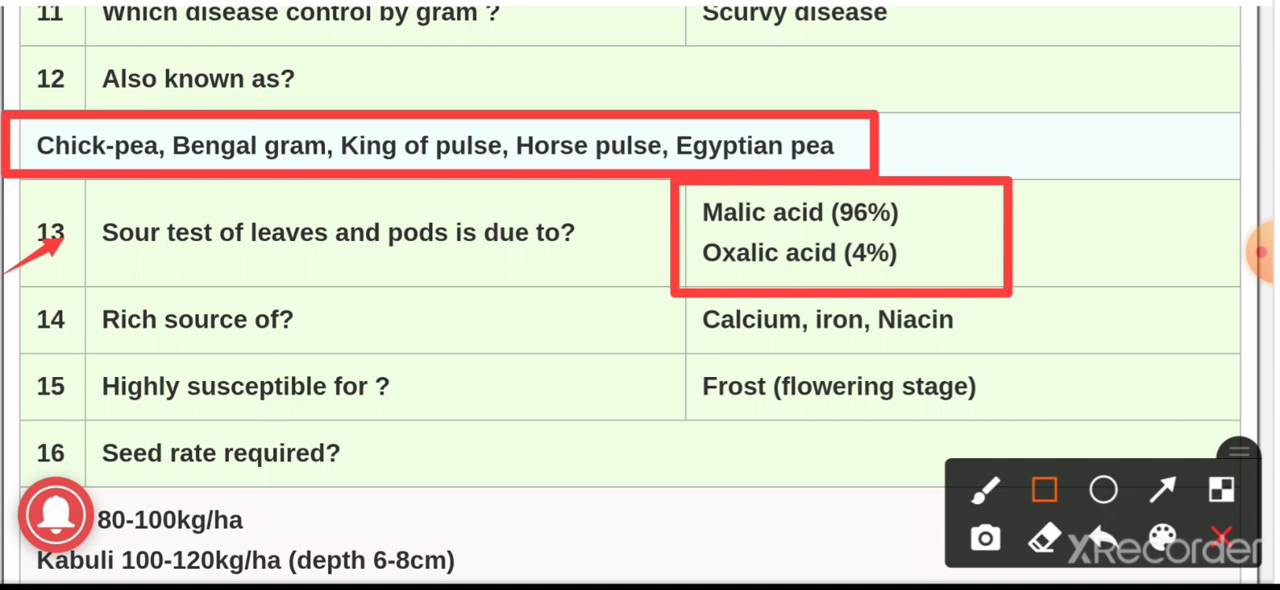 11 Which disease control by gram ? Scurvy disease
12 Also known as?
Chick-pea, Bengal gram, King of pulse, Horse pulse, Egyptian pea
13 Sour test of leaves and pods is due to? Malic acid (96%)
Oxalic acid (4%)
14 Rich source of? Calcium, iron, Niacin
15 Highly susceptible for ? Frost (flowering stage)
16 Seed rate required?
80-100kg/ha
Kabuli 100-120kg/ha (depth 6-8cm)
XRecorder